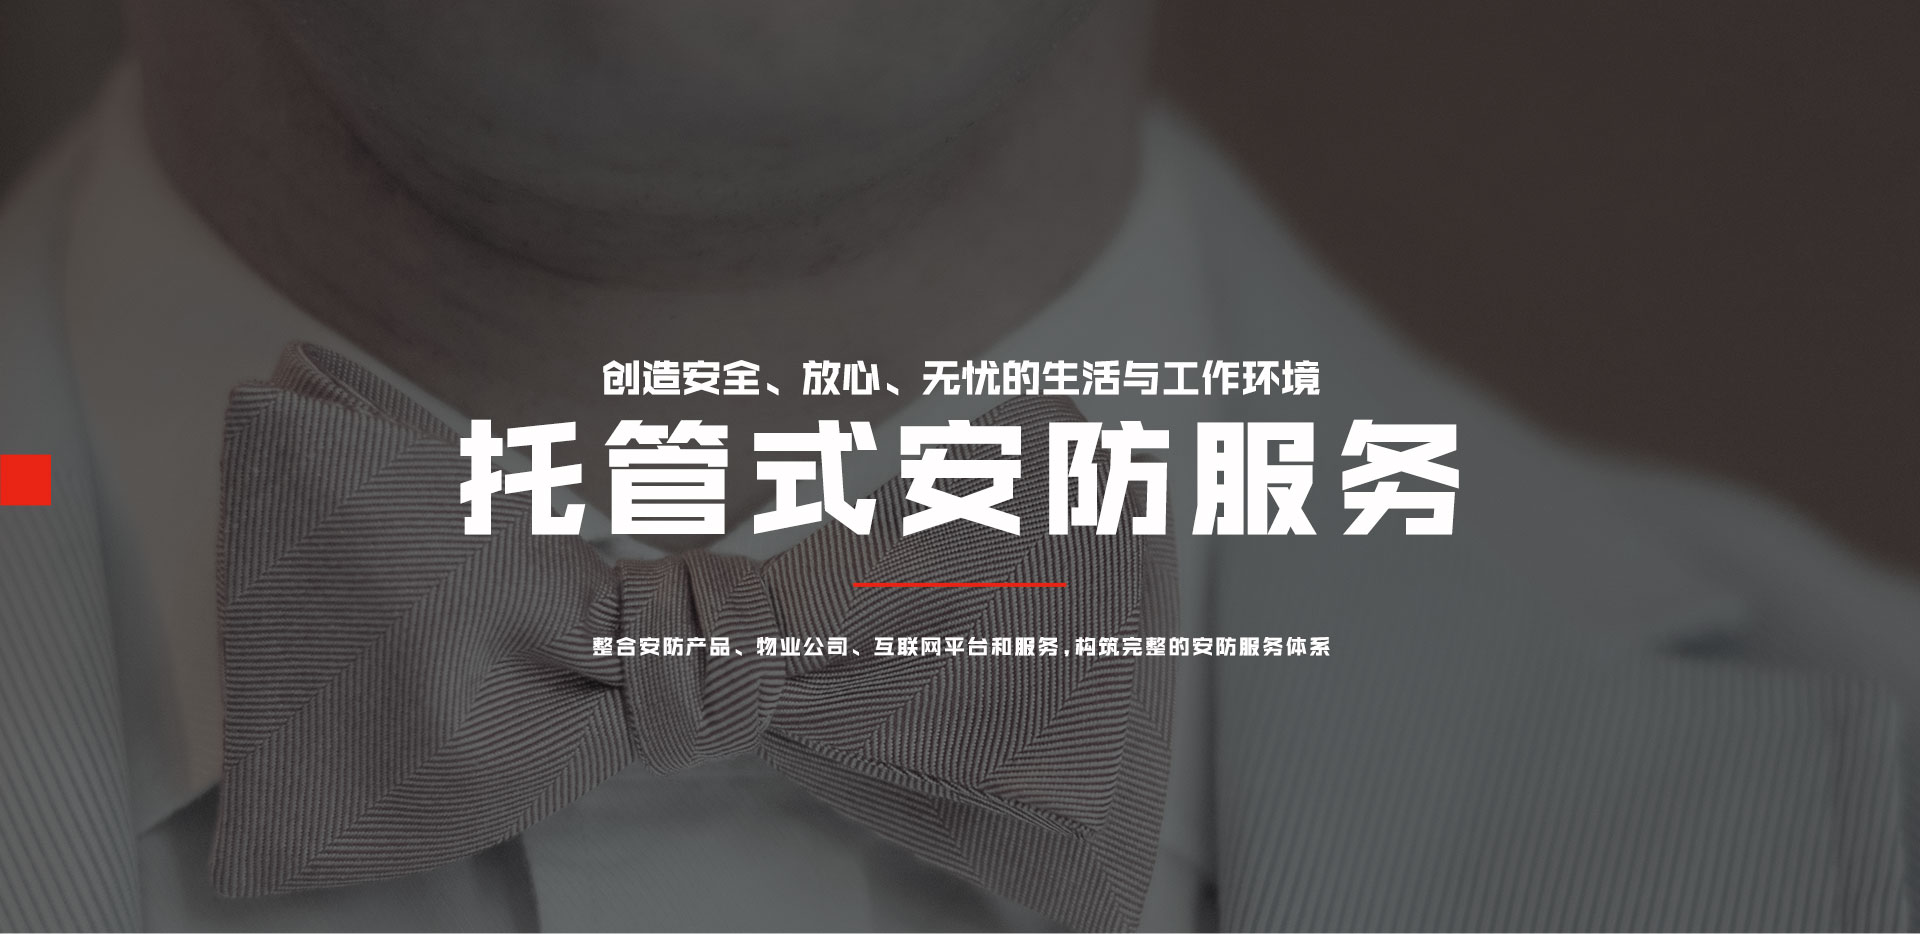 创造安全、放心、无忧的生活与工作环境
托管式安防服务
整合安防产品、物业公司、互联网平台和服务,构筑完整的安防服务体系